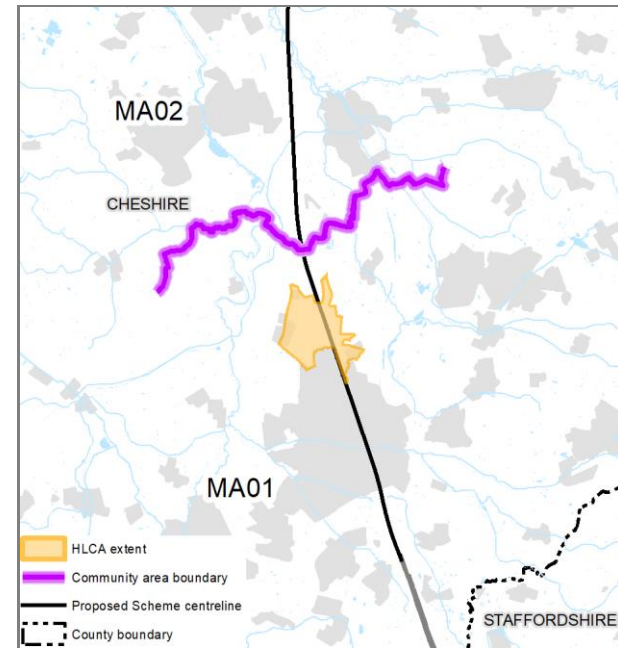 MA02
CHESHIRE
MA01
HLCA extent
Community area boundary
Proposed Scheme centreline
County boundary
STAFFORDSHIRE